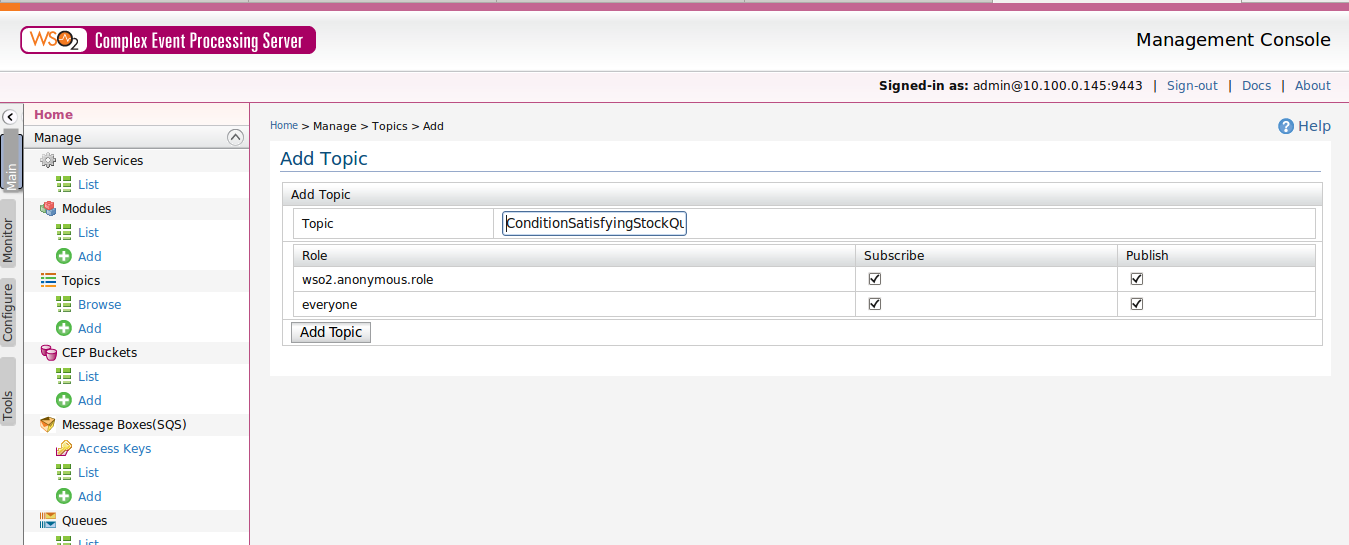 WSO2 Complex Event Processing Server
Management Console
Signed-in as: admin@10.100.0.145:9443 | Sign-out | Docs | About
Home
Manage
Web Services
List
Modules
List
Add
Topics
Browse
Add
CEP Buckets
List
Add
Message Boxes(SQS)
Access Keys
List
Add
Queues
List
Main
Monitor
Configure
Tools
Home > Manage > Topics > Add
Help
Add Topic
Add Topic
Topic ConditionSatisfyingStockQu
Role Subscribe Publish
wso2.anonymous.role
everyone
Add Topic